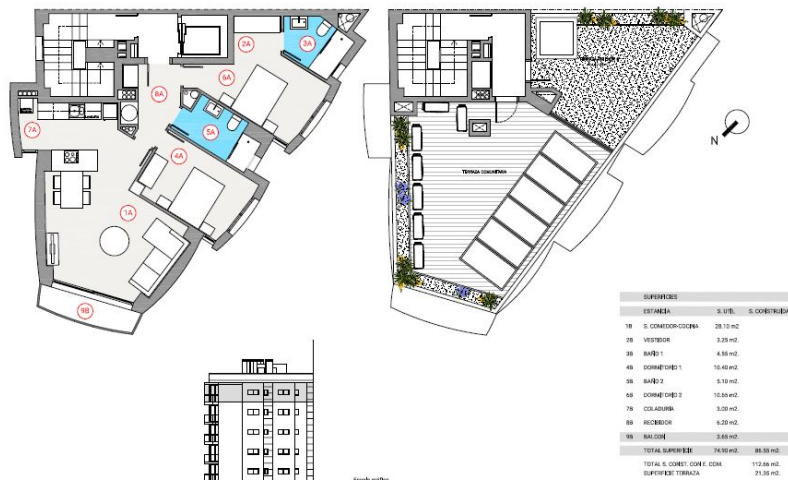 2A
3A
6A
8A
5A
7A
4A
1A
9B
TERRAZA COMUNITARIA
N
SUPERFICIES
ESTANCIA S. UTIL S. CONSTRUIDA
1B S. COMEDOR-COCINA 28.10 m2
2B VESTIDOR 3.25 m2.
3B BAÑO 1 4.55 m2.
4B DORMITORIO 1 10.40 m2.
5B BAÑO 2 5.10 m2.
6B DORMITORIO 2 10.65 m2.
7B COLADURIA 3.00 m2.
8B RECIBIDOR 6.20 m2.
9B BALCON 3.65 m2.
TOTAL SUPERFICIE 74.90 m2. 86.55 m2.
TOTAL S. CONST. CON E. COM. 112.66 m2.
SUPERFICIE TERRAZA 21.35 m2.